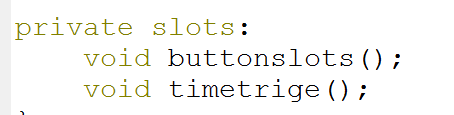 private slots:
    void buttonslots();
    void timetrige();